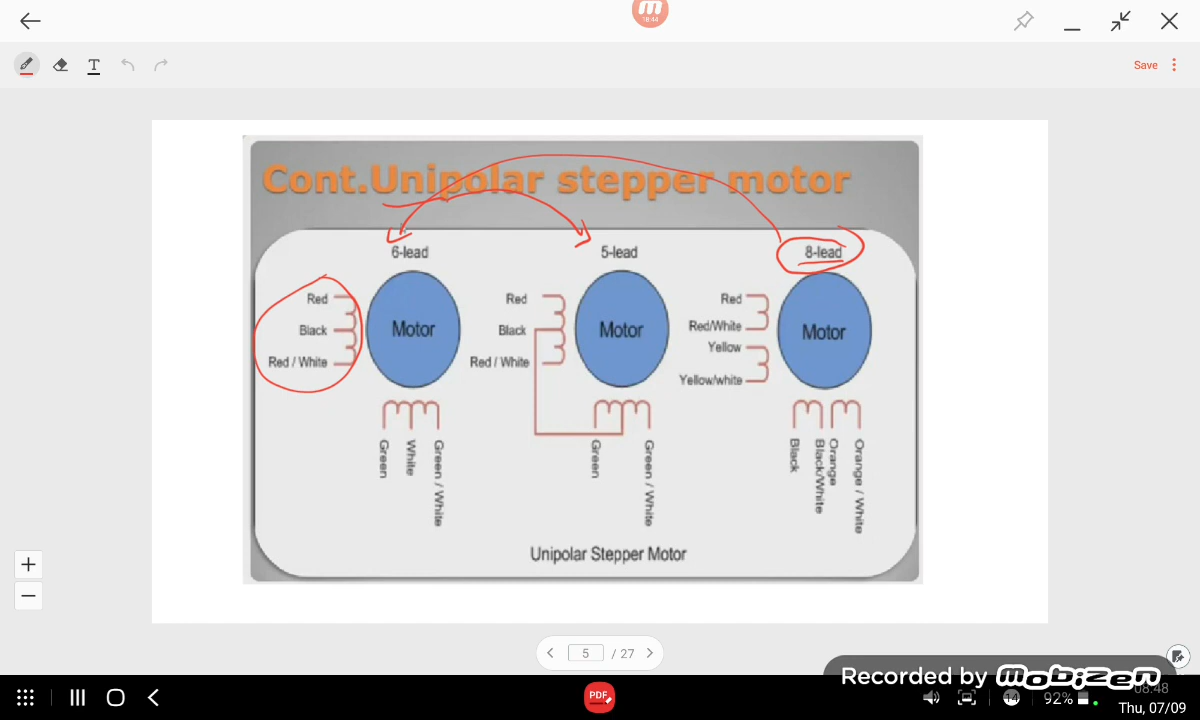 18:44
T
Save
Cont.Unipolar stepper motor
6-lead
5-lead
8-lead
Red
Black
Red / White
Motor
Green
White
Green / White
Red
Black
Red / White
Motor
Green
Green / White
Red
Red/White
Yellow
Yellow/white
Motor
Black
Black/White
Orange
Orange / White
Unipolar Stepper Motor
5 / 27
PDF
Recorded by mobizen
92%
08:48
Thu, 07/09